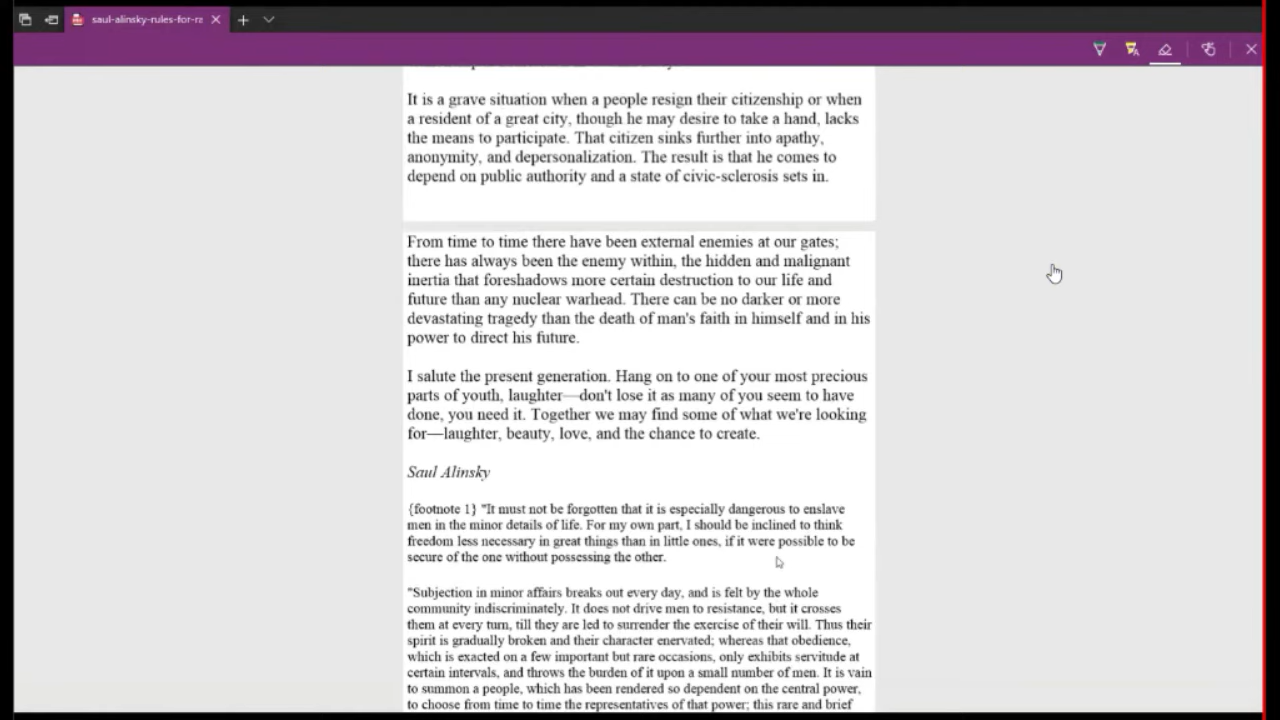 saul-alinsky-rules-for-ra
It is a grave situation when a people resign their citizenship or when
a resident of a great city, though he may desire to take a hand, lacks
the means to participate. That citizen sinks further into apathy,
anonymity, and depersonalization. The result is that he comes to
depend on public authority and a state of civic-sclerosis sets in.
From time to time there have been external enemies at our gates;
there has always been the enemy within, the hidden and malignant
inertia that foreshadows more certain destruction to our life and
future than any nuclear warhead. There can be no darker or more
devastating tragedy than the death of man's faith in himself and in his
power to direct his future.
I salute the present generation. Hang on to one of your most precious
parts of youth, laughter—don't lose it as many of you seem to have
done, you need it. Together we may find some of what we're looking
for—laughter, beauty, love, and the chance to create.
Saul Alinsky
{footnote 1} "It must not be forgotten that it is especially dangerous to enslave
men in the minor details of life. For my own part, I should be inclined to think
freedom less necessary in great things than in little ones, if it were possible to be
secure of the one without possessing the other.
"Subjection in minor affairs breaks out every day, and is felt by the whole
community indiscriminately. It does not drive men to resistance, but it crosses
them at every turn, till they are led to surrender the exercise of their will. Thus their
spirit is gradually broken and their character enervated; whereas that obedience,
which is exacted on a few important but rare occasions, only exhibits servitude at
certain intervals, and throws the burden of it upon a small number of men. It is vain
to summon a people, which has been rendered so dependent on the central power,
to choose from time to time the representatives of that power; this rare and brief